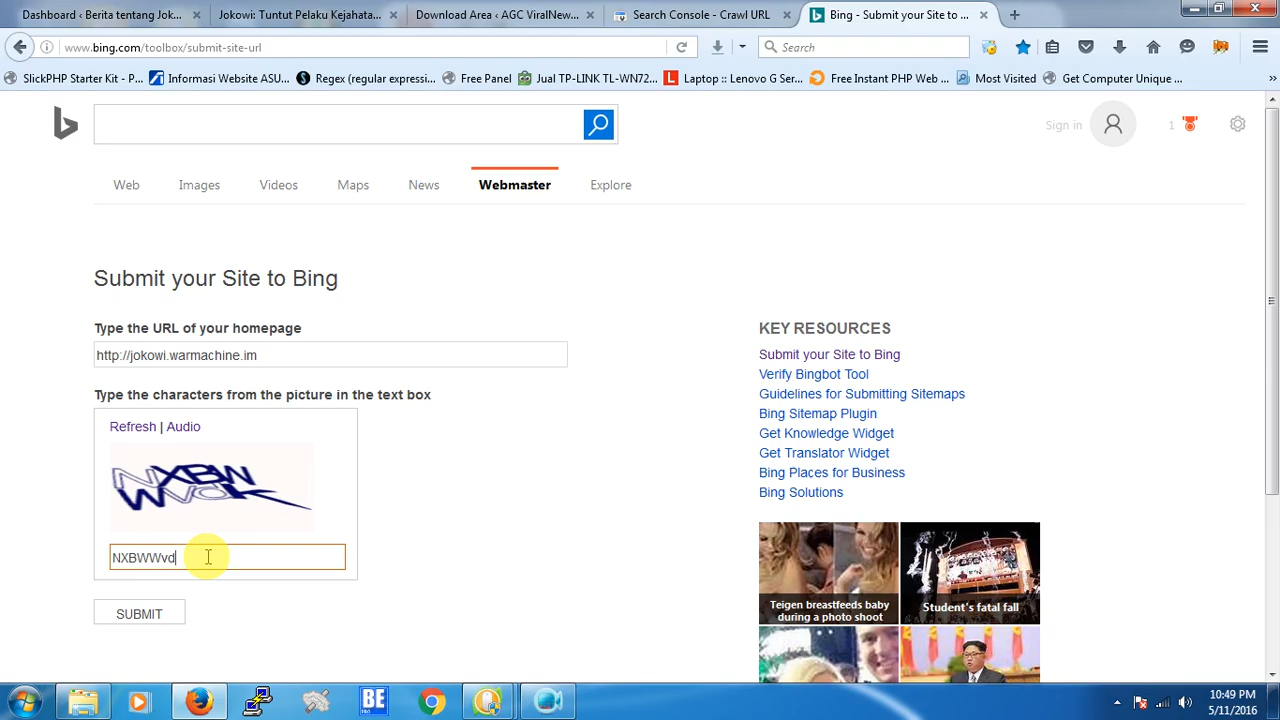 Dashboard ‹ Berita tentang Jok...
Jokowi: Tuntut Pelaku Kejahata...
Download Area - AGC ViralNew...
Search Console - Crawl URL
Bing - Submit your Site to ...
www.bing.com/toolbox/submit-site-url
Search
SlickPHP Starter Kit - P...
Informasi Website ASU...
Regex (regular expressi...
Free Panel
Jual TP-LINK TL-WN72...
Laptop :: Lenovo G Ser...
Free Instant PHP Web ...
Most Visited
Get Computer Unique ...
Sign in
1
Web
Images
Videos
Maps
News
Webmaster
Explore
Submit your Site to Bing
Type the URL of your homepage
http://jokowi.warmachine.im
Type the characters from the picture in the text box
Refresh | Audio
NXBW
WVdK
NXBWWvd
SUBMIT
KEY RESOURCES
Submit your Site to Bing
Verify Bingbot Tool
Guidelines for Submitting Sitemaps
Bing Sitemap Plugin
Get Knowledge Widget
Get Translator Widget
Bing Places for Business
Bing Solutions
Teigen breastfeeds baby
during a photo shoot
Student's fatal fall
BE
10:49 PM
5/11/2016